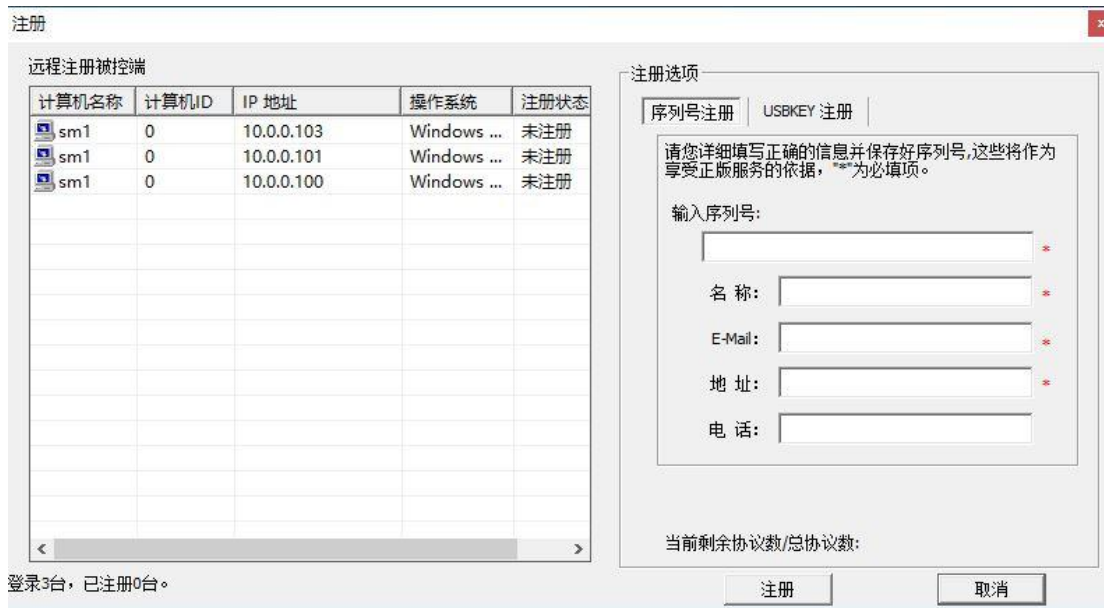 注册
远程注册被控端
计算机名称 计算机ID IP 地址 操作系统 注册状态
sm1 0 10.0.0.103 Windows ... 未注册
sm1 0 10.0.0.101 Windows ... 未注册
sm1 0 10.0.0.100 Windows ... 未注册
登录3台，已注册0台。
注册选项
序列号注册 USBKEY 注册
请您详细填写正确的信息并保存好序列号,这些将作为
享受正版服务的依据，"*"为必填项。
输入序列号:
*
名 称: *
E-Mail: *
地 址: *
电 话:
当前剩余协议数/总协议数:
注册 取消